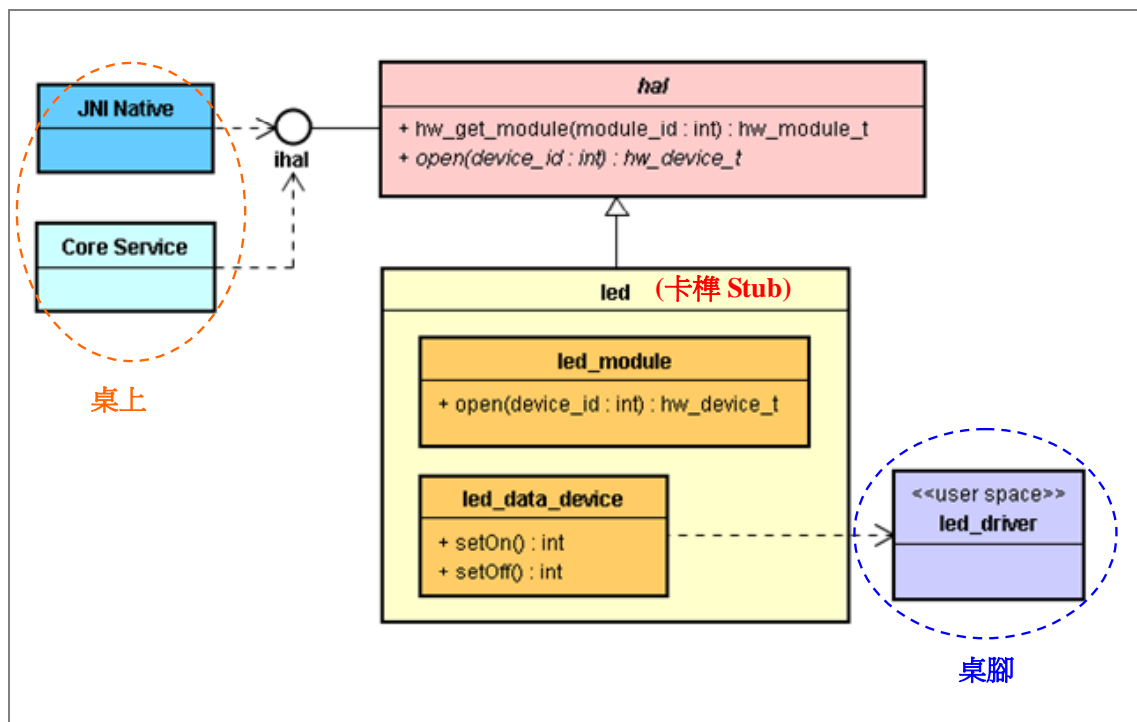 JNI Native
ihal
Core Service
桌上
hal
+ hw_get_module(module_id : int) : hw_module_t
+ open(device_id : int) : hw_device_t
led (卡榫 Stub)
led_module
+ open(device_id : int) : hw_device_t
led_data_device
+ setOn() : int
+ setOff() : int
<<user space>>
led_driver
桌腳